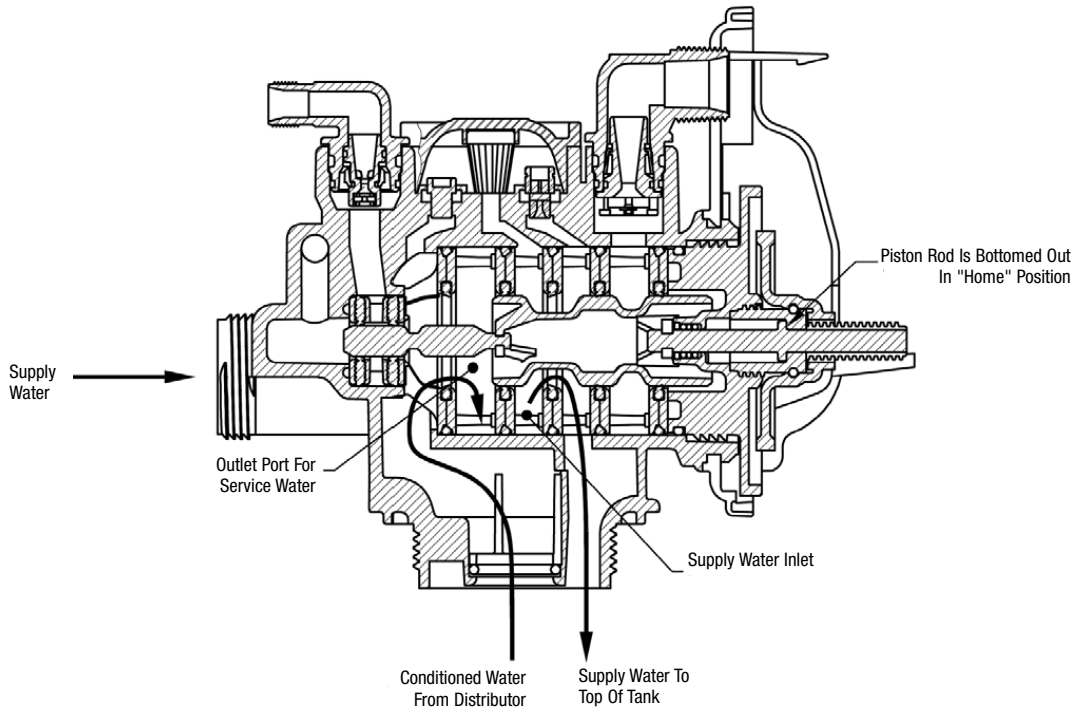 Piston Rod Is Bottomed Out
In "Home" Position
Supply
Water
Outlet Port For
Service Water
Supply Water Inlet
Conditioned Water
From Distributor
Supply Water To
Top Of Tank